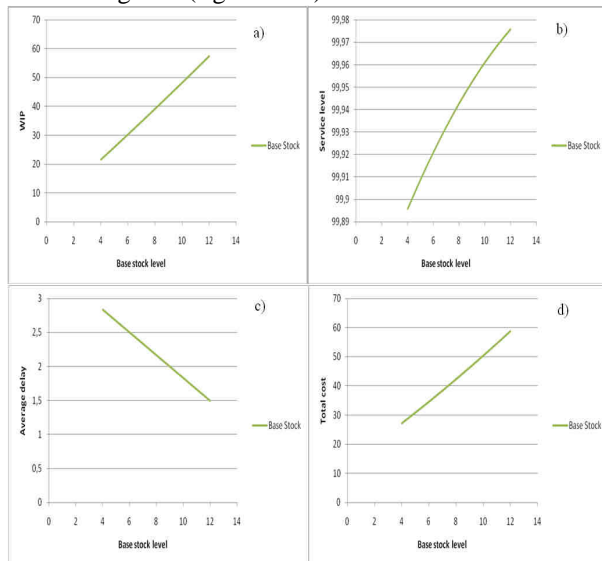 a)
70
60
50
40
30
20
10
0
WIP
0 2 4 6 8 10 12 14
Base stock level
Base Stock
b)
99,98
99,97
99,96
99,95
99,94
99,93
99,92
99,91
99,9
99,89
Service level
0 2 4 6 8 10 12 14
Base stock level
Base Stock
c)
3
2,5
2
1,5
1
0,5
0
Average delay
0 2 4 6 8 10 12 14
Base stock level
Base Stock
d)
70
60
50
40
30
20
10
0
Total cost
0 2 4 6 8 10 12 14
Base stock level
Base Stock